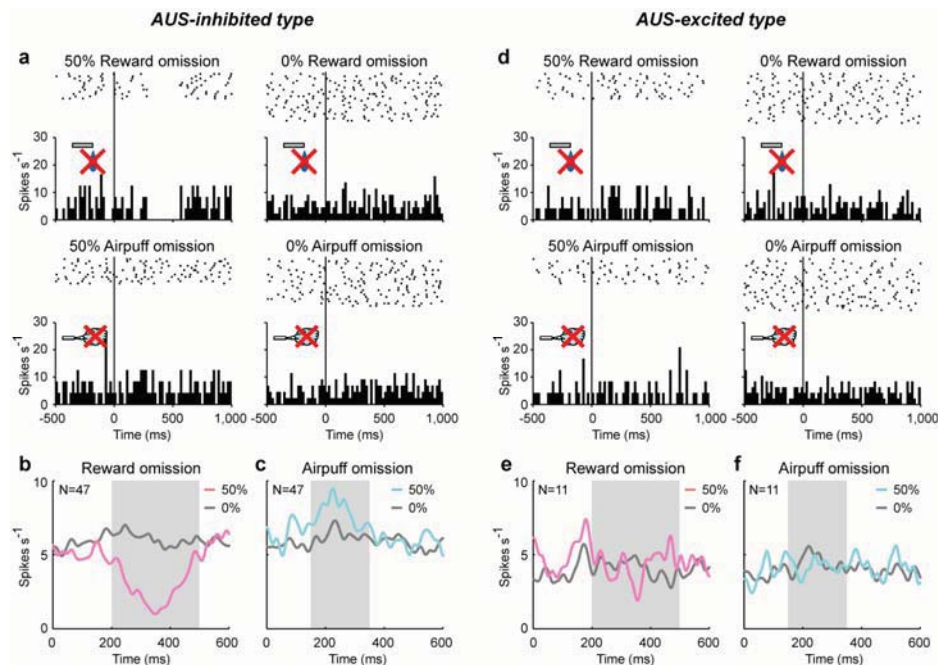 AUS-inhibited type
AUS-excited type
a
50% Reward omission
0% Reward omission
d
50% Reward omission
0% Reward omission
30
20
10
0
Spikes s⁻¹
30
20
10
0
50% Airpuff omission
0% Airpuff omission
50% Airpuff omission
0% Airpuff omission
30
20
10
0
Spikes s⁻¹
-500 0 500 1,000
Time (ms)
-500 0 500 1,000
Time (ms)
30
20
10
0
-500 0 500 1,000
Time (ms)
-500 0 500 1,000
Time (ms)
b
Reward omission
N=47
50%
0%
10
5
0
Spikes s⁻¹
0 200 400 600
Time (ms)
c
Airpuff omission
N=47
50%
0%
0 200 400 600
Time (ms)
e
Reward omission
N=11
50%
0%
10
5
0
Spikes s⁻¹
0 200 400 600
Time (ms)
f
Airpuff omission
N=11
50%
0%
0 200 400 600
Time (ms)